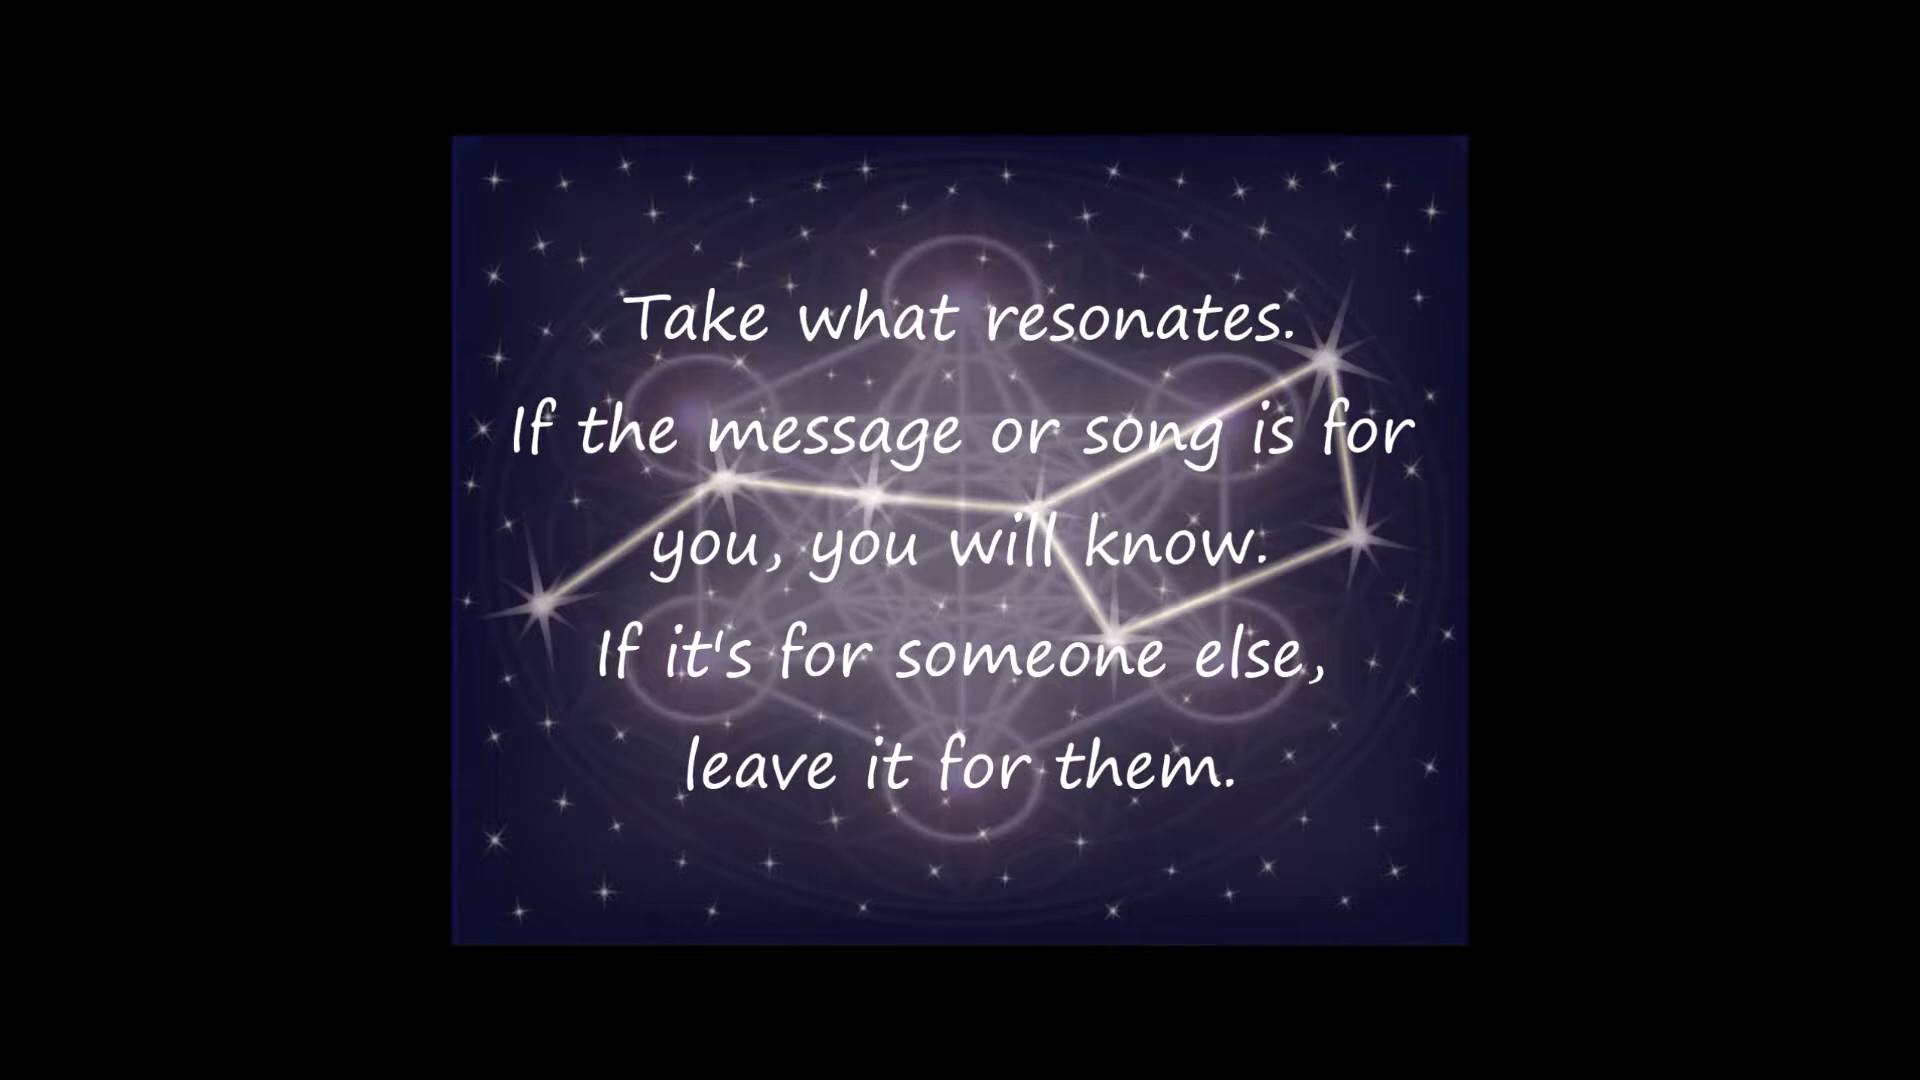 Take what resonates.
If the message or song is for
you, you will know.
If it's for someone else,
leave it for them.